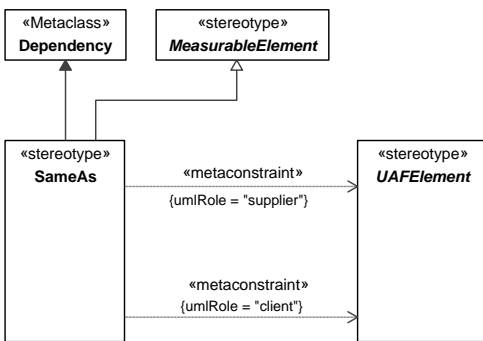 «Metaclass»
Dependency
«stereotype»
MeasurableElement
«stereotype»
SameAs
«metaconstraint»
{umlRole = "supplier"}
«stereotype»
UAFElement
«metaconstraint»
{umlRole = "client"}